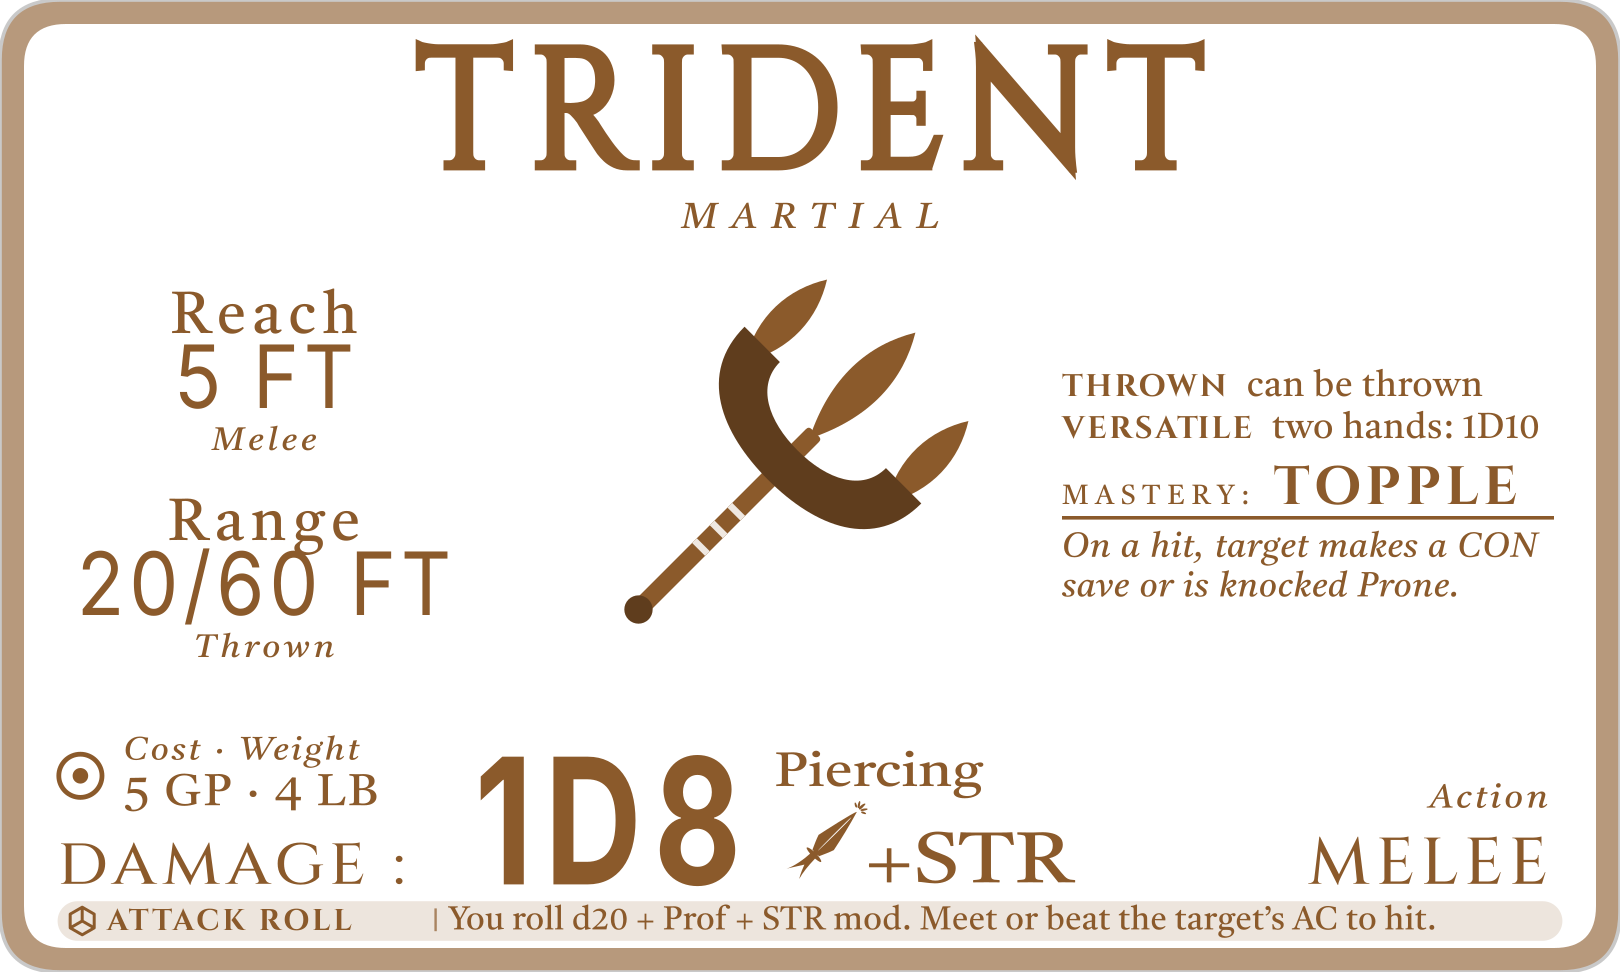 TRIDENT
MARTIAL
Reach
5 FT
Melee
Range
20/60 FT
Thrown
THROWN can be thrown
VERSATILE two hands: 1D10
MASTERY: TOPPLE
On a hit, target makes a CON
save or is knocked Prone.
Cost · Weight
5 GP · 4 LB
DAMAGE :
1D8
Piercing
+STR
Action
MELEE
ATTACK ROLL | You roll d20 + Prof + STR mod. Meet or beat the target’s AC to hit.